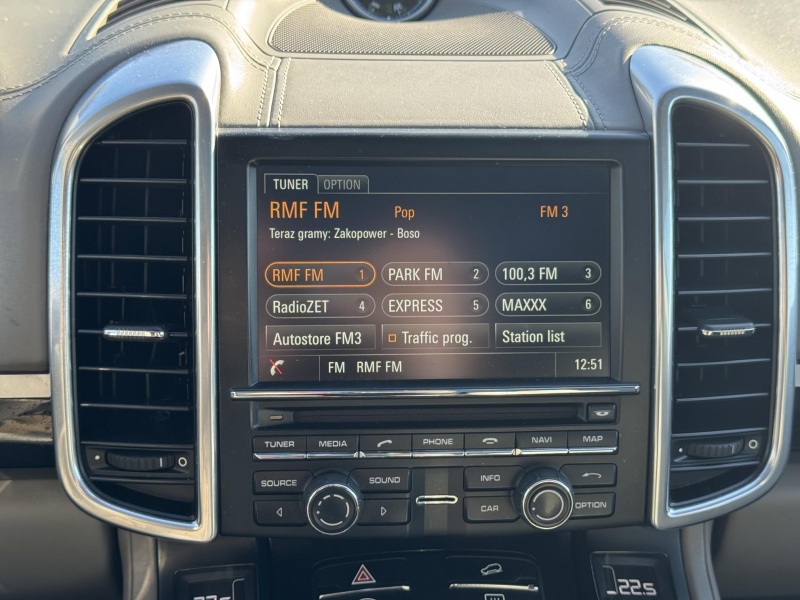 TUNER OPTION
RMF FM Pop FM 3
Teraz gramy: Zakopower - Boso
RMF FM 1 PARK FM 2 100,3 FM 3
RadioZET 4 EXPRESS 5 MAXXX 6
Autostore FM3 Traffic prog. Station list
FM RMF FM 12:51
TUNER MEDIA PHONE NAVI MAP
SOURCE SOUND INFO
CAR OPTION
22.5